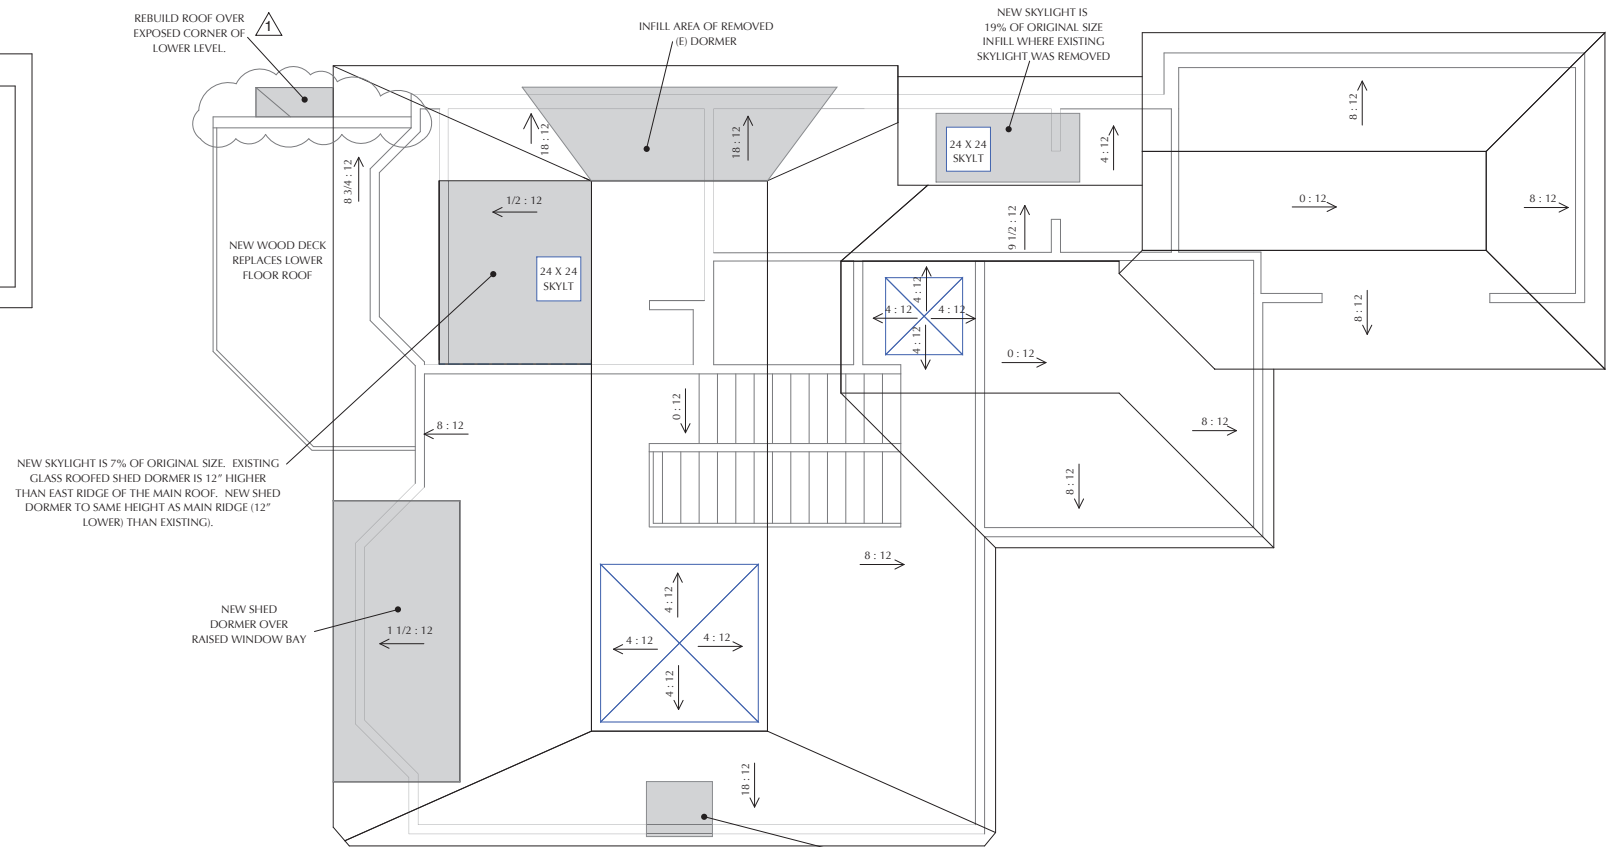 REBUILD ROOF OVER
EXPOSED CORNER OF
LOWER LEVEL.
1
INFILL AREA OF REMOVED
(E) DORMER
NEW SKYLIGHT IS
19% OF ORIGINAL SIZE
INFILL WHERE EXISTING
SKYLIGHT WAS REMOVED
18 : 12
18 : 12
24 X 24
SKYLT
4 : 12
8 : 12
8 3/4 : 12
1/2 : 12
9 1/2 : 12
0 : 12
8 : 12
NEW WOOD DECK
REPLACES LOWER
FLOOR ROOF
24 X 24
SKYLT
4 : 12
4 : 12
4 : 12
4 : 12
8 : 12
0 : 12
0 : 12
8 : 12
8 : 12
NEW SKYLIGHT IS 7% OF ORIGINAL SIZE.  EXISTING
GLASS ROOFED SHED DORMER IS 12" HIGHER
THAN EAST RIDGE OF THE MAIN ROOF.  NEW SHED
DORMER TO SAME HEIGHT AS MAIN RIDGE (12"
LOWER) THAN EXISTING).
8 : 12
8 : 12
NEW SHED
DORMER OVER
RAISED WINDOW BAY
1 1/2 : 12
4 : 12
4 : 12
4 : 12
4 : 12
18 : 12